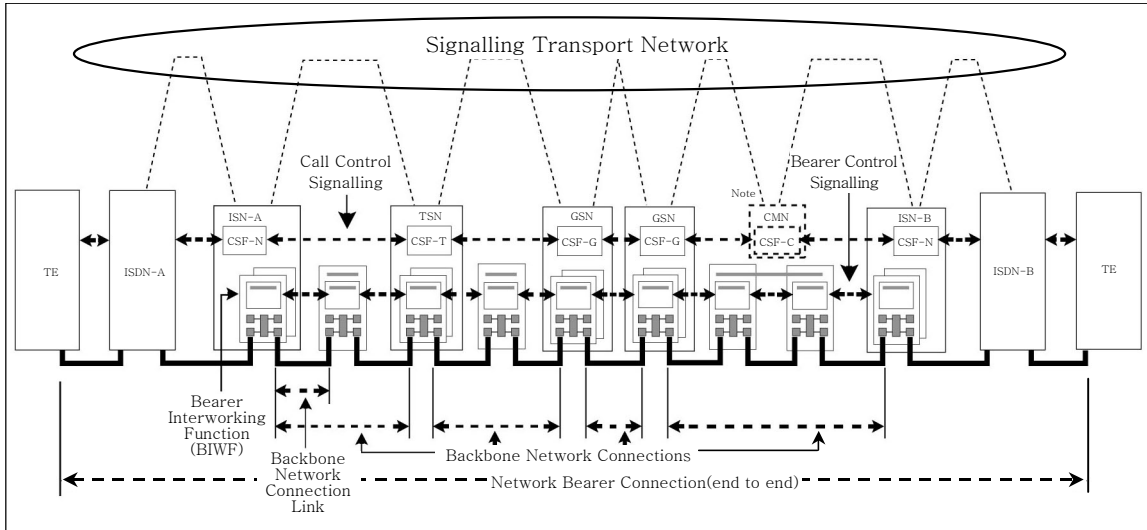 Signalling Transport Network
Call Control
Signalling
Bearer Control
Signalling
Note
TE
ISDN-A
ISN-A
CSF-N
TSN
CSF-T
GSN
CSF-G
GSN
CSF-G
CMN
CSF-C
ISN-B
CSF-N
ISDN-B
TE
Bearer
Interworking
Function
(BIWF)
Backbone
Network
Connection
Link
Backbone Network Connections
Network Bearer Connection(end to end)